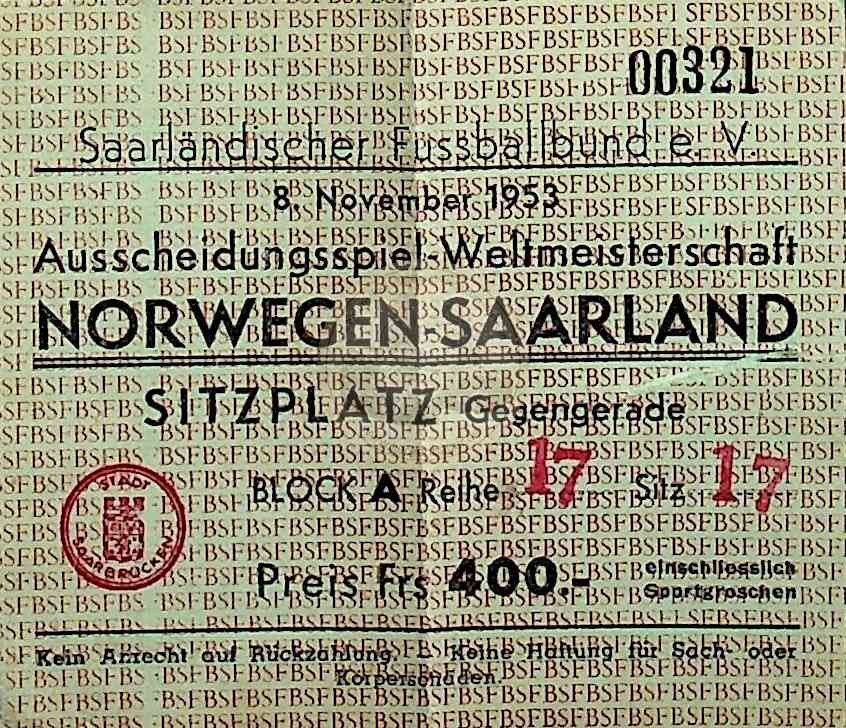 00321
Saarländischer Fussballbund e. V.
8. November 1953
Ausscheidungsspiel-Weltmeisterschaft
NORWEGEN-SAARLAND
SITZPLATZ Gegengerade
BLOCK A Reihe 17 Sitz 17
STADT
SAARBRÜCKEN
Preis Frs 400.- einschliesslich
Sportgroschen
Kein Anrecht auf Rückzahlung. – Keine Haftung für Sach- oder
Körperschäden.